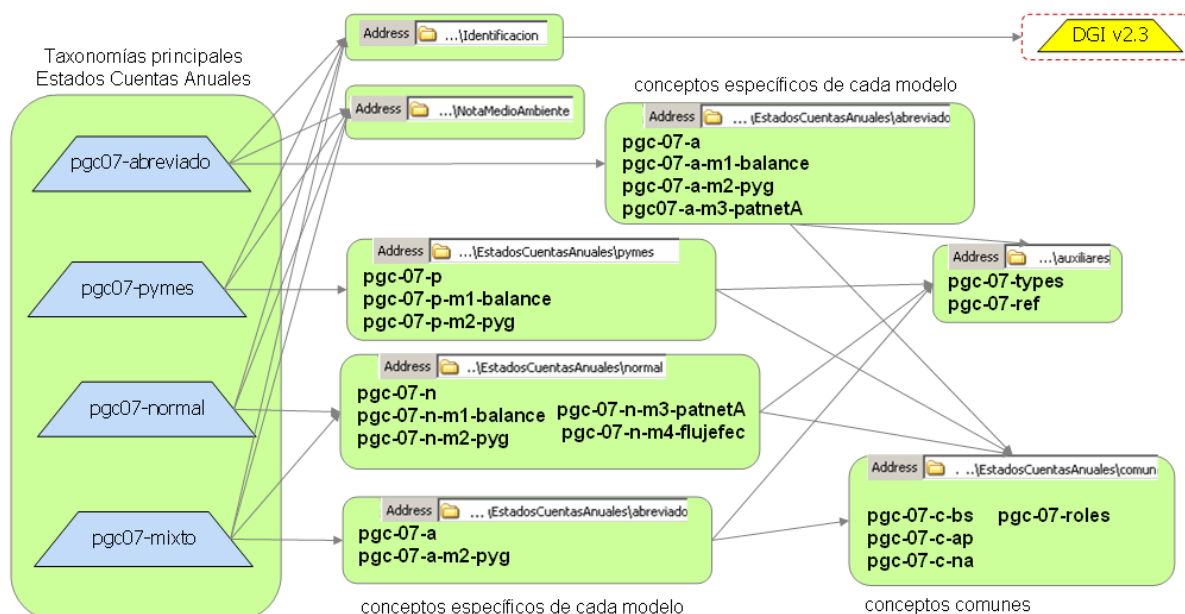 Taxonomías principales
Estados Cuentas Anuales
pgc07-abreviado
pgc07-pymes
pgc07-normal
pgc07-mixto
Address ...\Identificacion
DGI v2.3
Address ...\NotaMedioAmbiente
conceptos específicos de cada modelo
Address ... \EstadosCuentasAnuales\abreviado
pgc-07-a
pgc-07-a-m1-balance
pgc-07-a-m2-pyg
pgc07-a-m3-patnetA
Address ...\EstadosCuentasAnuales\pymes
pgc-07-p
pgc-07-p-m1-balance
pgc-07-p-m2-pyg
Address ...\auxiliares
pgc-07-types
pgc-07-ref
Address ..\EstadosCuentasAnuales\normal
pgc-07-n
pgc-07-n-m1-balance
pgc-07-n-m2-pyg
pgc-07-n-m3-patnetA
pgc-07-n-m4-flujefec
Address ... \EstadosCuentasAnuales\abreviado
pgc-07-a
pgc-07-a-m2-pyg
conceptos específicos de cada modelo
Address . ...\EstadosCuentasAnuales\comun
pgc-07-c-bs pgc-07-roles
pgc-07-c-ap
pgc-07-c-na
conceptos comunes